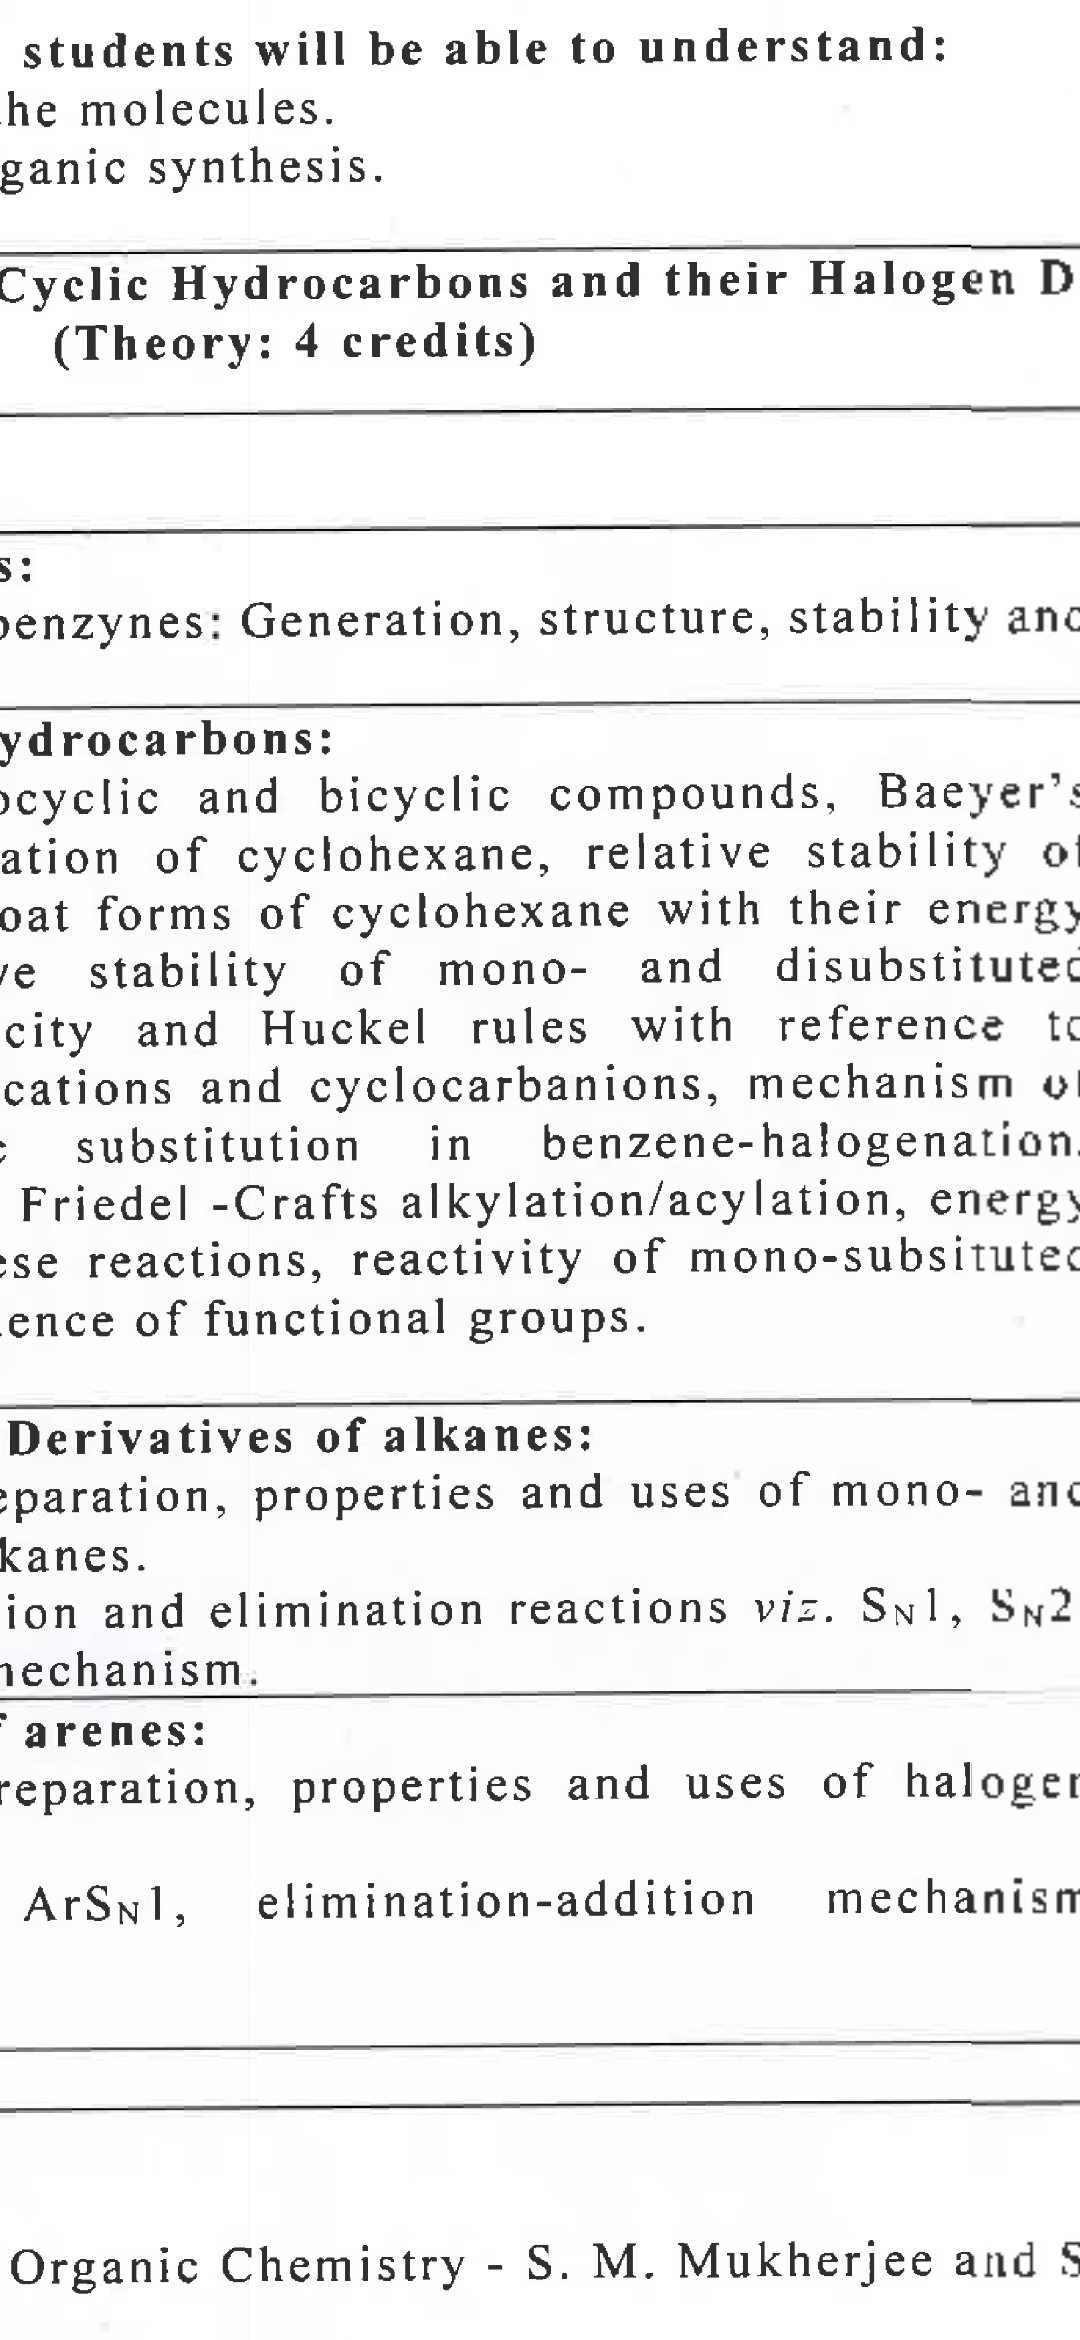 students will be able to understand:
he molecules.
ganic synthesis.
Cyclic Hydrocarbons and their Halogen D
(Theory: 4 credits)
s:
benzynes: Generation, structure, stability and
ydrocarbons:
ocyclic and bicyclic compounds, Baeyer's
ation of cyclohexane, relative stability of
oat forms of cyclohexane with their energy
ve stability of mono- and disubstituted
city and Huckel rules with reference to
cations and cyclocarbanions, mechanism of
c substitution in benzene-halogenation,
Friedel -Crafts alkylation/acylation, energy
ese reactions, reactivity of mono-subsituted
ence of functional groups.
Derivatives of alkanes:
eparation, properties and uses of mono- and
kanes.
ion and elimination reactions viz. SN1, SN2
mechanism.
f arenes:
reparation, properties and uses of halogen
ArSN1, elimination-addition mechanism
Organic Chemistry - S. M. Mukherjee and S